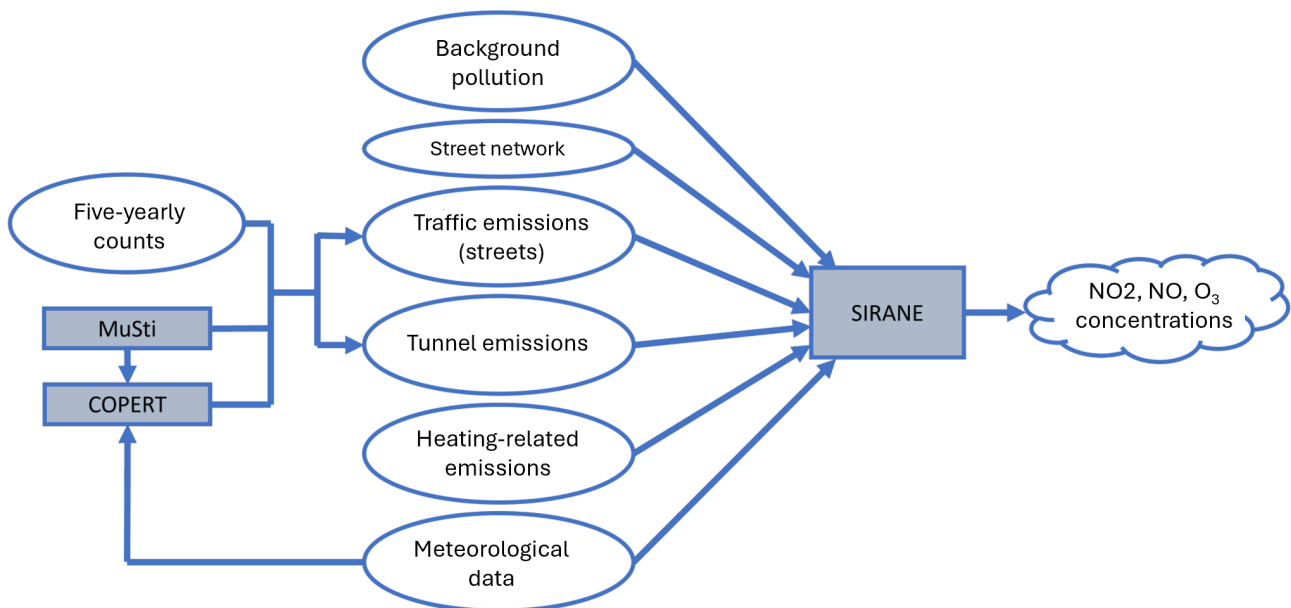 Background
pollution
Street network
Five-yearly
counts
Traffic emissions
(streets)
MuSti
Tunnel emissions
COPERT
Heating-related
emissions
Meteorological
data
SIRANE
NO2, NO, O₃
concentrations